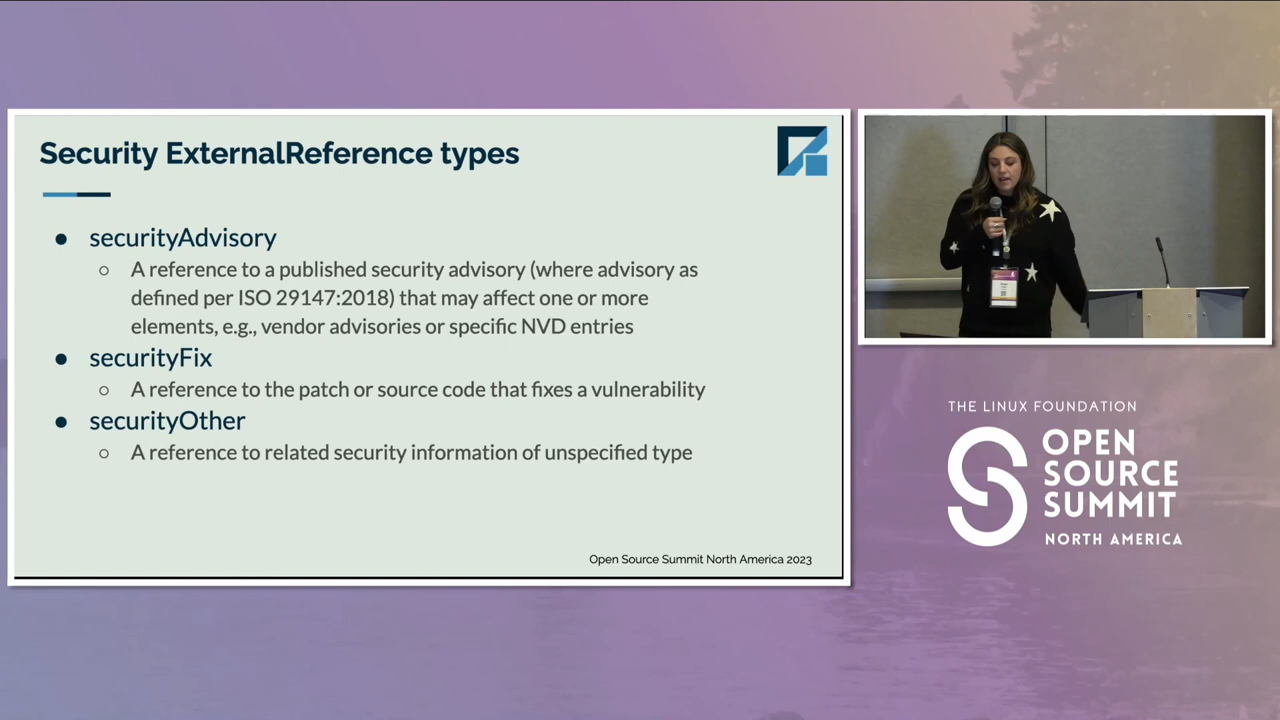 Security ExternalReference types
● securityAdvisory
○ A reference to a published security advisory (where advisory as
defined per ISO 29147:2018) that may affect one or more
elements, e.g., vendor advisories or specific NVD entries
● securityFix
○ A reference to the patch or source code that fixes a vulnerability
● securityOther
○ A reference to related security information of unspecified type
Open Source Summit North America 2023
THE LINUX FOUNDATION
OPEN
SOURCE
SUMMIT
NORTH AMERICA